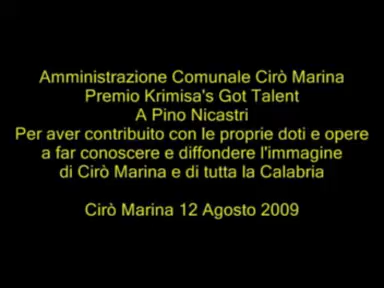 Amministrazione Comunale Cirò Marina
Premio Krimisa's Got Talent
A Pino Nicastri
Per aver contribuito con le proprie doti e opere
a far conoscere e diffondere l'immagine
di Cirò Marina e di tutta la Calabria
Cirò Marina 12 Agosto 2009